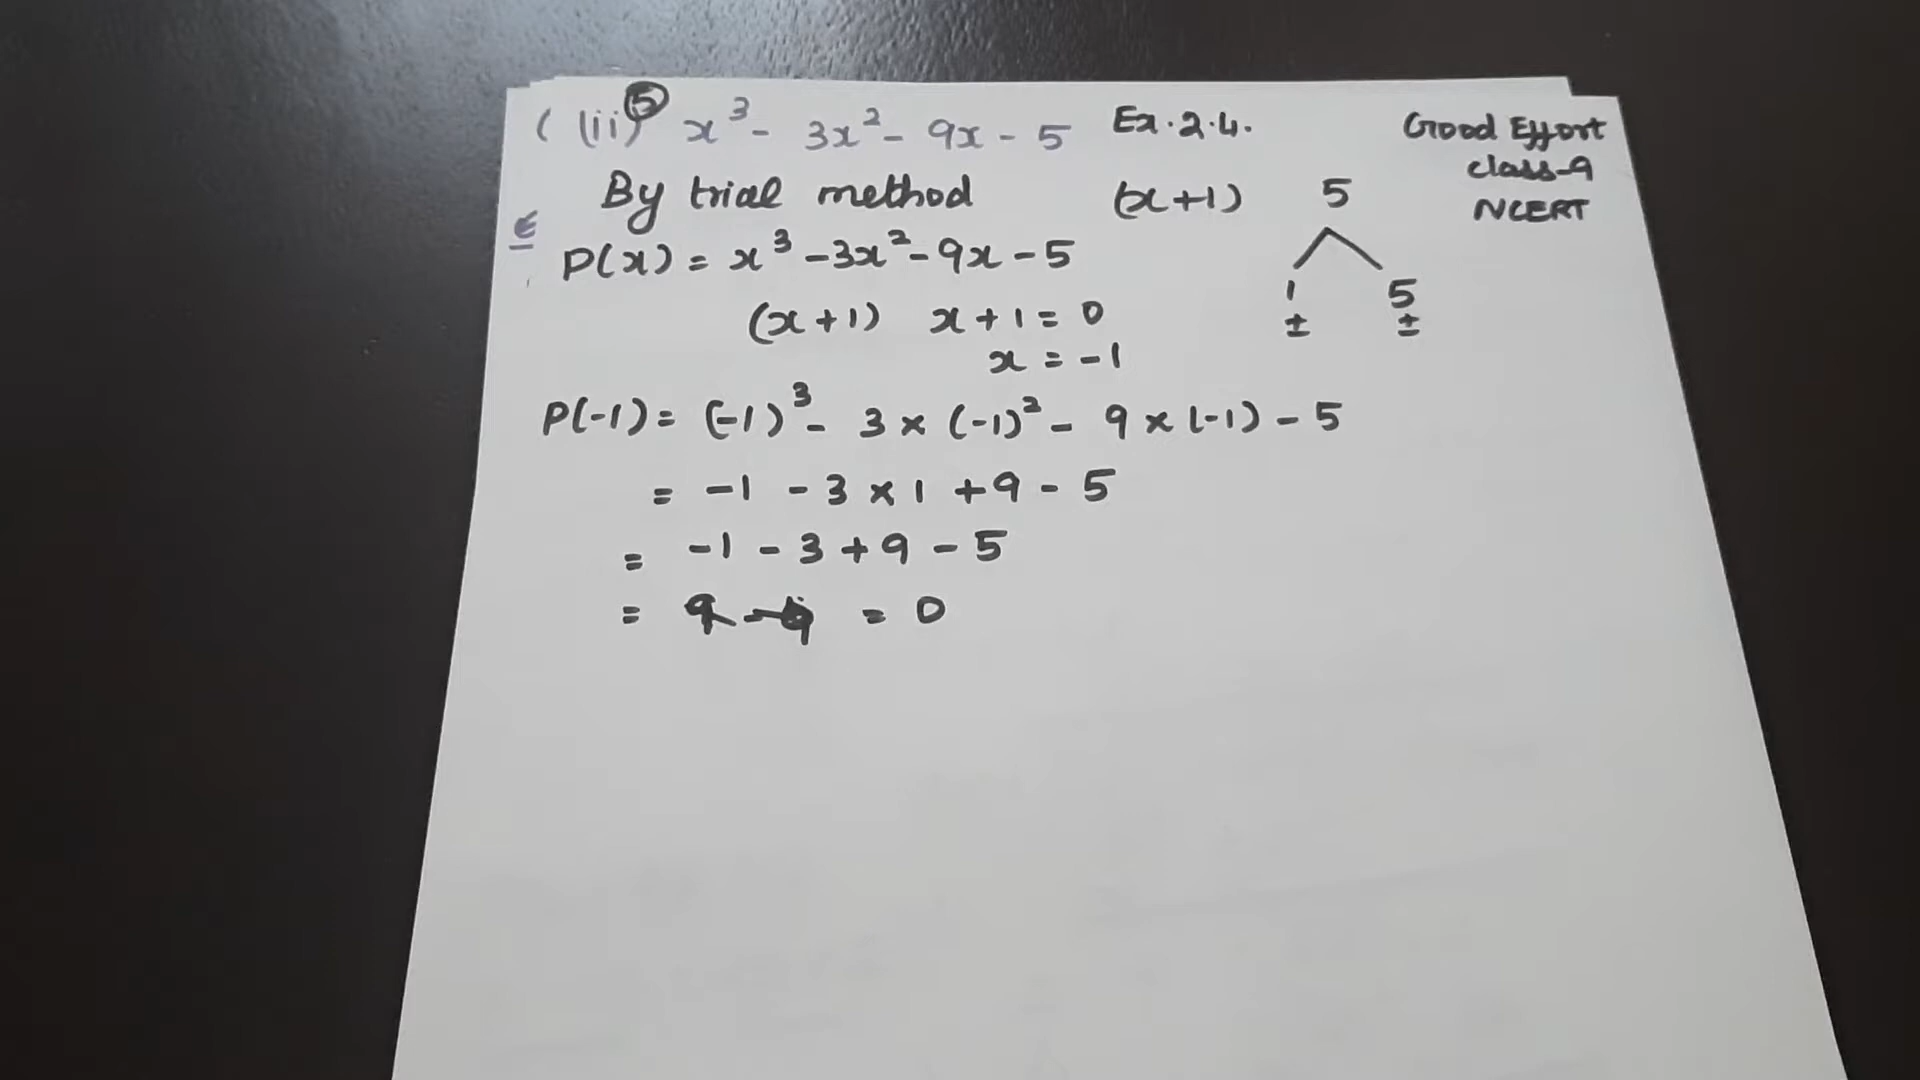 (ii) 5 x³ - 3x² - 9x - 5 Ex.2.4.
Good Effort
class-9
NCERT
By trial method (x+1) 5
P(x) = x³ - 3x² - 9x - 5
1 5
± ±
(x+1) x+1 = 0
x = -1
P(-1) = (-1)³ - 3 × (-1)² - 9 × (-1) - 5
= -1 - 3 × 1 + 9 - 5
= -1 - 3 + 9 - 5
= 9 - 9 = 0